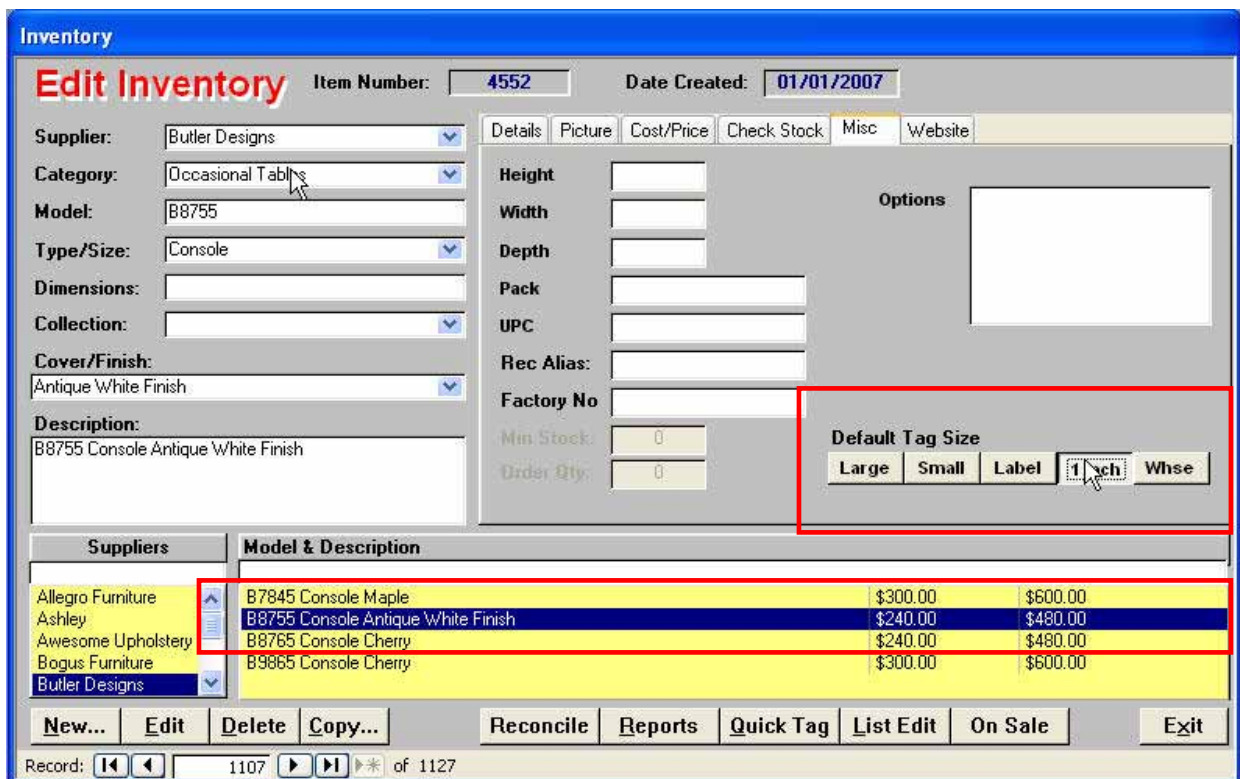 Inventory
Edit Inventory Item Number: 4552 Date Created: 01/01/2007
Supplier: Butler Designs
Category: Occasional Tables
Model: B8755
Type/Size: Console
Dimensions:
Collection:
Cover/Finish:
Antique White Finish
Description:
B8755 Console Antique White Finish
Details Picture Cost/Price Check Stock Misc Website
Height
Width
Depth
Pack
UPC
Rec Alias:
Factory No
Min Stock: 0
Order Qty: 0
Options
Default Tag Size
Large Small Label 1 Inch Whse
Suppliers
Allegro Furniture
Ashley
Awesome Upholstery
Bogus Furniture
Butler Designs
Model & Description
B7845 Console Maple $300.00 $600.00
B8755 Console Antique White Finish $240.00 $480.00
B8765 Console Cherry $240.00 $480.00
B9865 Console Cherry $300.00 $600.00
New... Edit Delete Copy... Reconcile Reports Quick Tag List Edit On Sale Exit
Record: 1107 of 1127